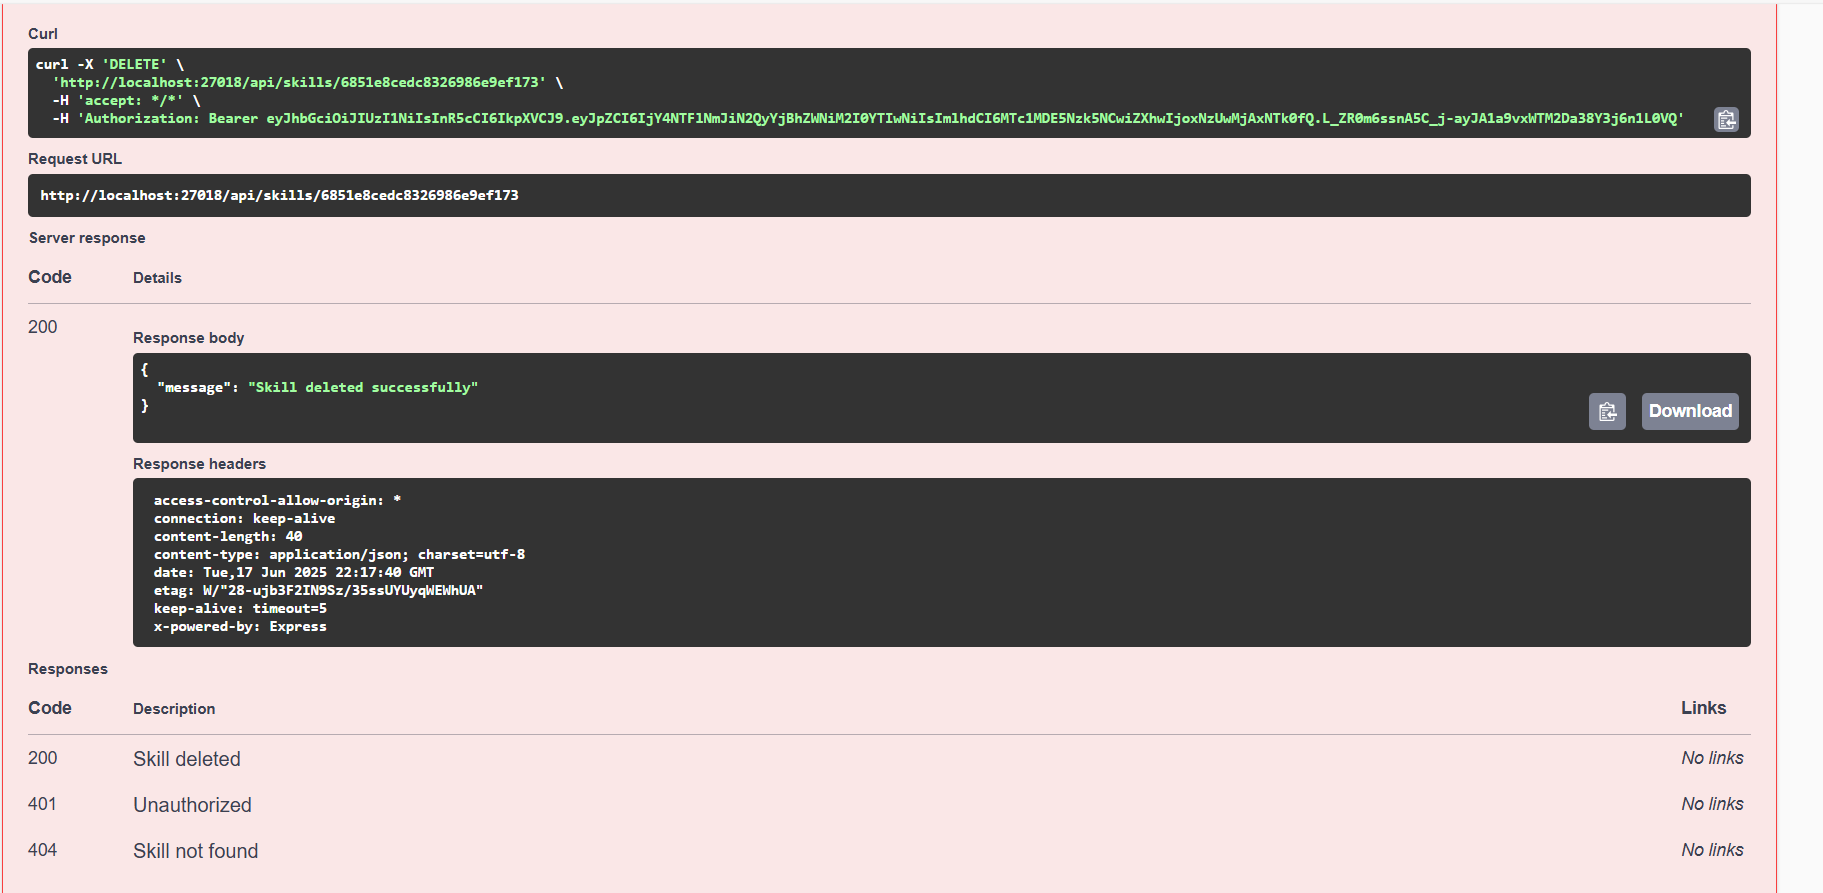 Curl
curl -X 'DELETE' \
'http://localhost:27018/api/skills/6851e8cedc8326986e9ef173' \
-H 'accept: */*' \
-H 'Authorization: Bearer eyJhbGciOiJIUzI1NiIsInR5cCI6IkpXVCJ9.eyJpZCI6IjY4NTFlNmJiN2QyYjBhZWNiM2I0YTIwNiIsImlhdCI6MTc1MDE5Nzk5NCwiZXhwIjoxNzUwMjAxNTk0fQ.L_ZR0m6ssnA5C_j-ayJA1a9vxWTM2Da38Y3j6n1L0VQ'
Request URL
http://localhost:27018/api/skills/6851e8cedc8326986e9ef173
Server response
Code Details
200
Response body
{
"message": "Skill deleted successfully"
}
Download
Response headers
access-control-allow-origin: *
connection: keep-alive
content-length: 40
content-type: application/json; charset=utf-8
date: Tue,17 Jun 2025 22:17:40 GMT
etag: W/"28-ujb3F2IN9Sz/35ssUYUyqWEWhUA"
keep-alive: timeout=5
x-powered-by: Express
Responses
Code Description Links
200 Skill deleted No links
401 Unauthorized No links
404 Skill not found No links